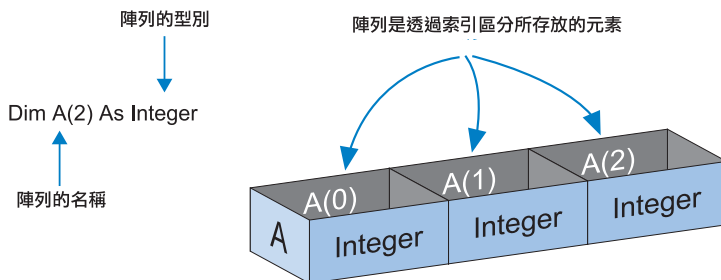 陣列的型別
陣列是透過索引區分所存放的元素
Dim A(2) As Integer
陣列的名稱
A(0)
A(1)
A(2)
A
Integer
Integer
Integer